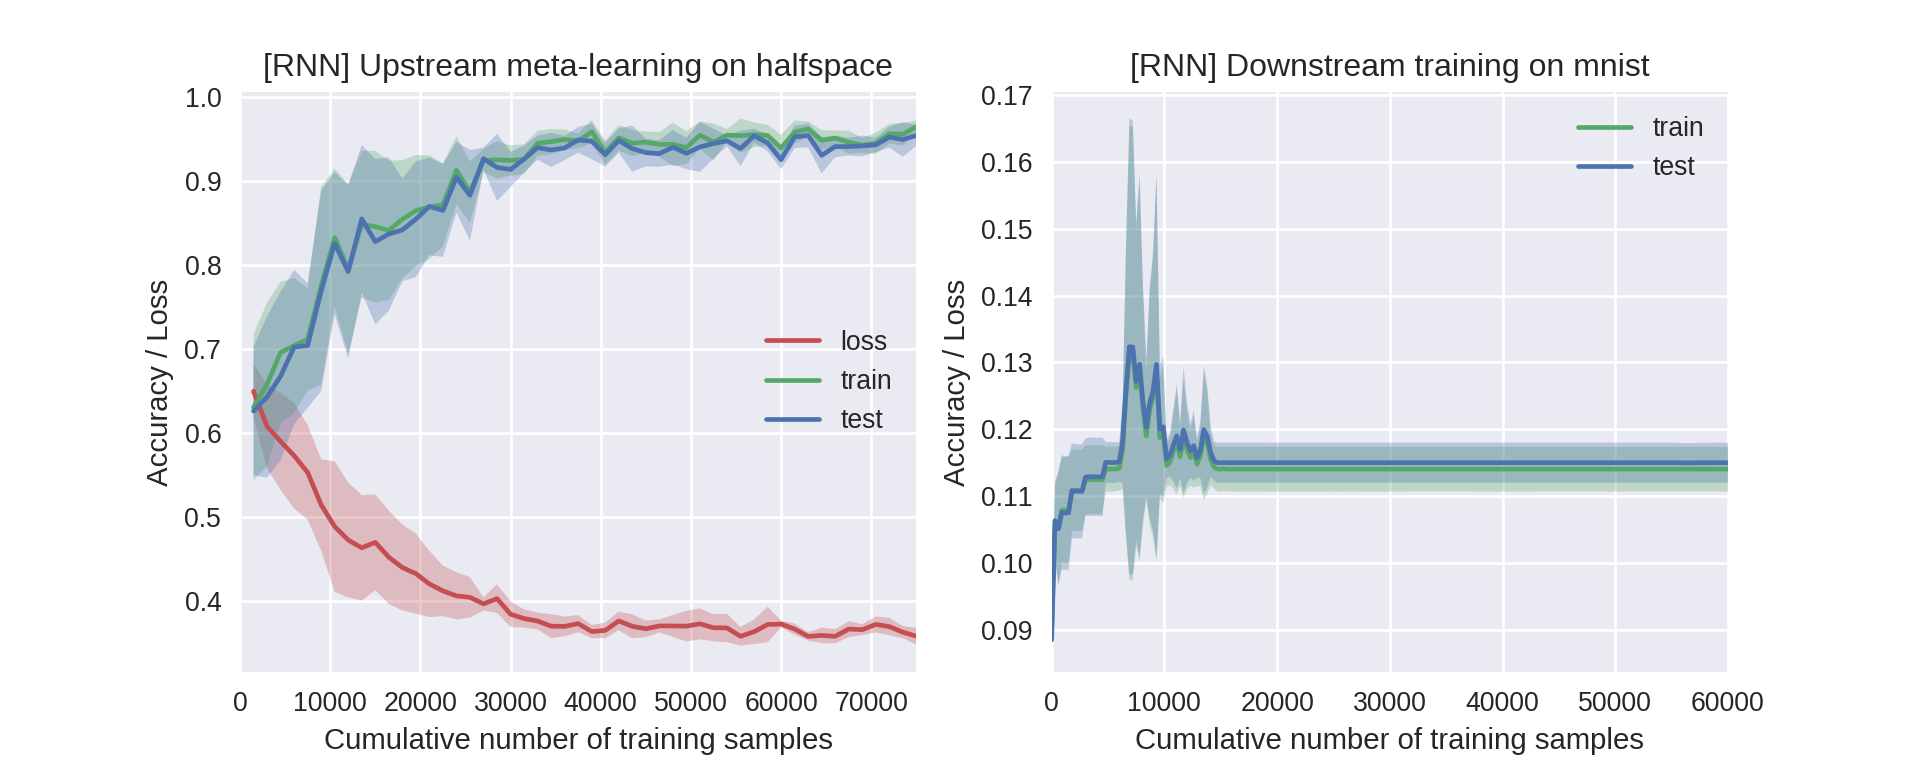 [RNN] Upstream meta-learning on halfspace
1.0
0.9
0.8
0.7
0.6
0.5
0.4
Accuracy / Loss
loss
train
test
0 10000 20000 30000 40000 50000 60000 70000
Cumulative number of training samples
[RNN] Downstream training on mnist
0.17
0.16
0.15
0.14
0.13
0.12
0.11
0.10
0.09
Accuracy / Loss
train
test
0 10000 20000 30000 40000 50000 60000
Cumulative number of training samples